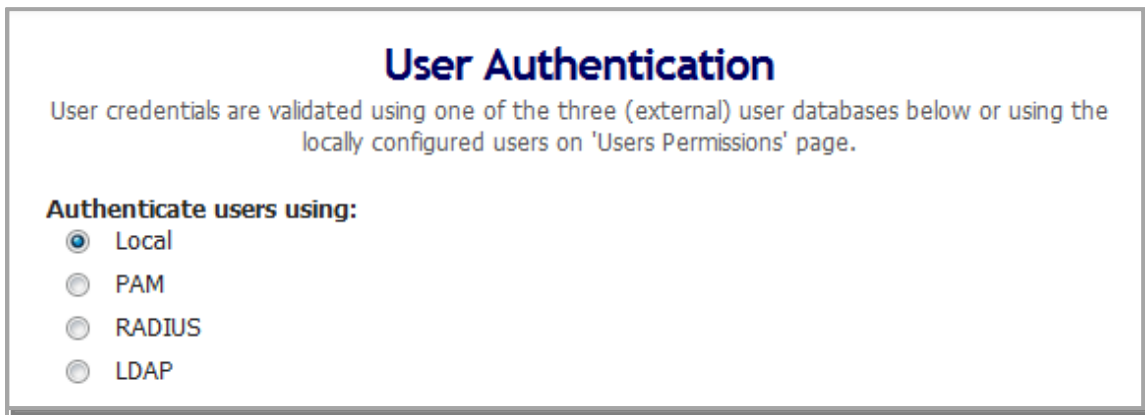 User Authentication
User credentials are validated using one of the three (external) user databases below or using the
locally configured users on 'Users Permissions' page.
Authenticate users using:
Local
PAM
RADIUS
LDAP